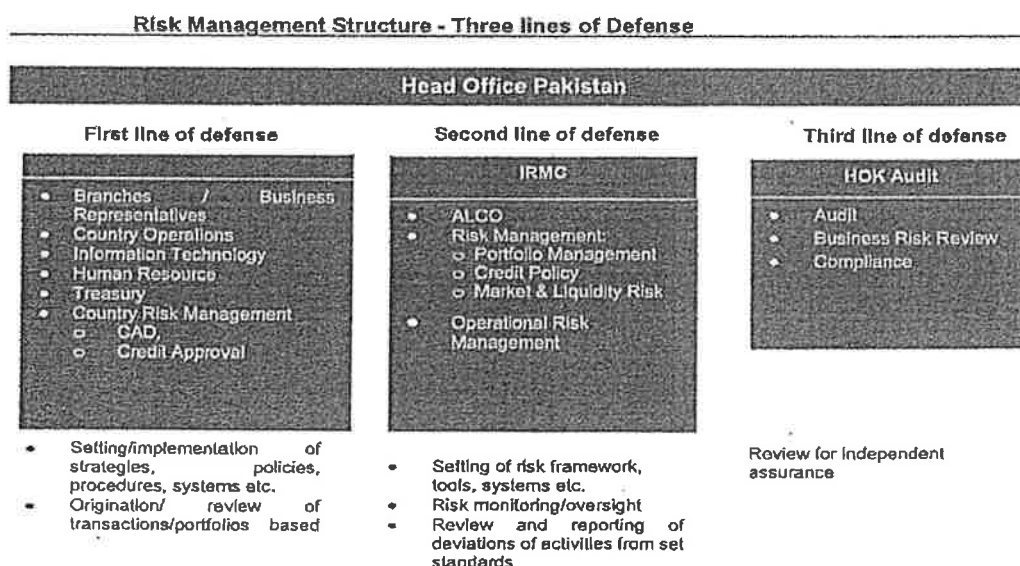 Risk Management Structure - Three lines of Defense
Head Office Pakistan
First line of defense
• Branches / Business
Representatives
• Country Operations
• Information Technology
• Human Resource
• Treasury
• Country Risk Management
o CAD,
o Credit Approval
• Setting/implementation of
strategies, policies,
procedures, systems etc.
• Origination/ review of
transactions/portfolios based
Second line of defense
IRMC
• ALCO
• Risk Management:
o Portfolio Management
o Credit Policy
o Market & Liquidity Risk
• Operational Risk
Management
• Setting of risk framework,
tools, systems etc.
• Risk monitoring/oversight
• Review and reporting of
deviations of activities from set
standards
Third line of defense
HOK Audit
• Audit
• Business Risk Review
• Compliance
Review for independent
assurance